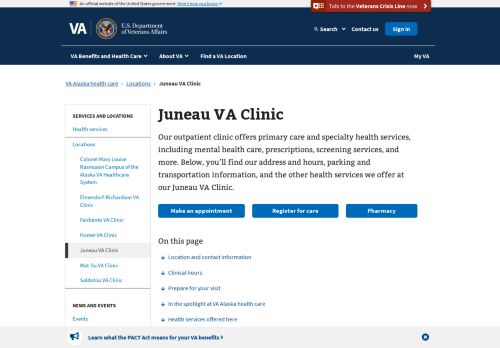 An official website of the United States government Here's how you know
Talk to the Veterans Crisis Line now
VA
U.S. Department
of Veterans Affairs
Search
Contact us
Sign in
VA Benefits and Health Care
About VA
Find a VA Location
My VA
VA Alaska health care › Locations › Juneau VA Clinic
SERVICES AND LOCATIONS
Health services
Locations
Colonel Mary Louise
Rasmuson Campus of the
Alaska VA Healthcare
System
Elmendorf-Richardson VA
Clinic
Fairbanks VA Clinic
Homer VA Clinic
Juneau VA Clinic
Mat-Su VA Clinic
Soldotna VA Clinic
NEWS AND EVENTS
Events
Juneau VA Clinic
Our outpatient clinic offers primary care and specialty health services,
including mental health care, prescriptions, screening services, and
more. Below, you'll find our address and hours, parking and
transportation information, and the other health services we offer at
our Juneau VA Clinic.
Make an appointment
Register for care
Pharmacy
On this page
Location and contact information
Clinical hours
Prepare for your visit
In the spotlight at VA Alaska health care
Health services offered here
Learn what the PACT Act means for your VA benefits